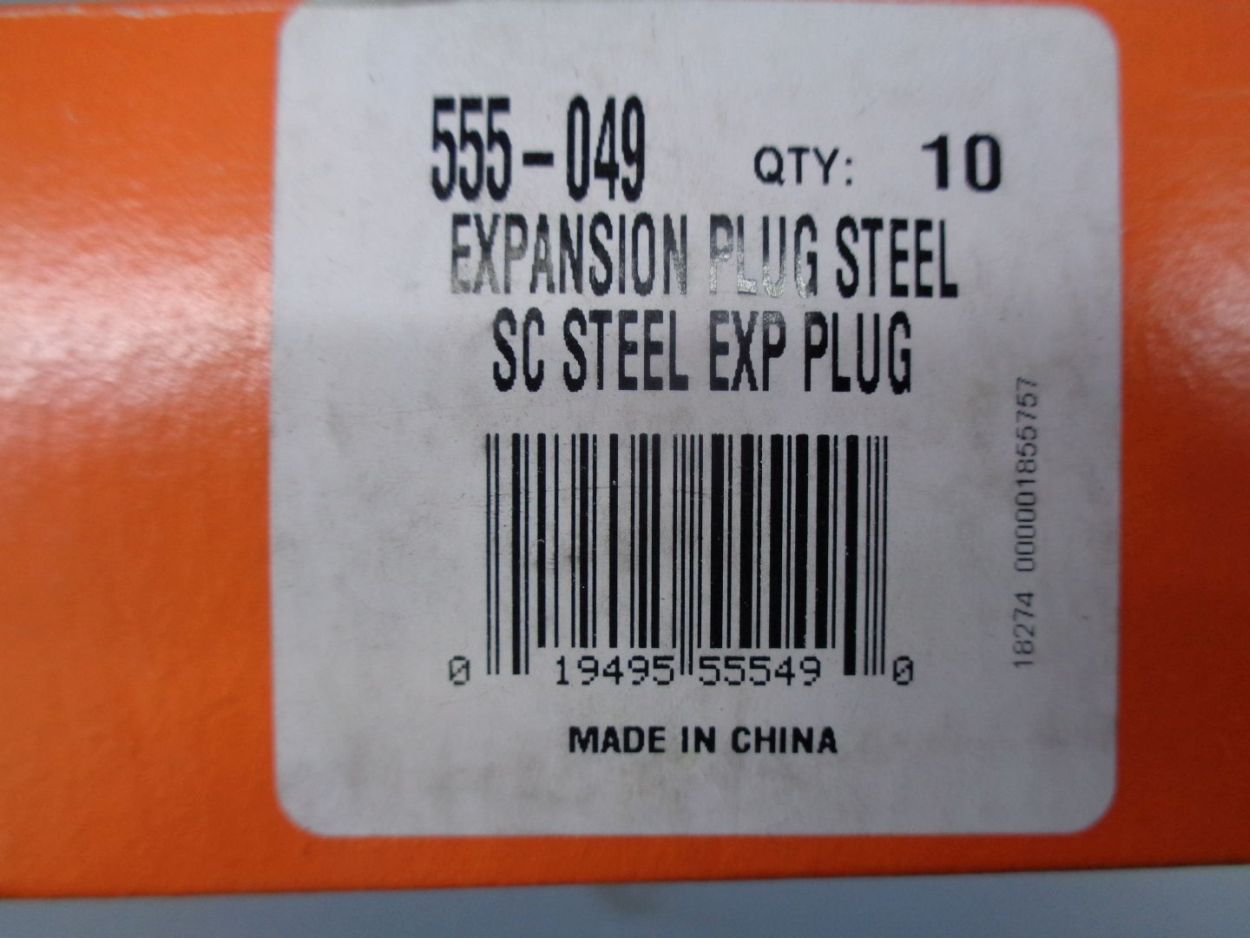 555-049 QTY: 10
EXPANSION PLUG STEEL
SC STEEL EXP PLUG
0 19495 55549 0
MADE IN CHINA
18274 0000001855757